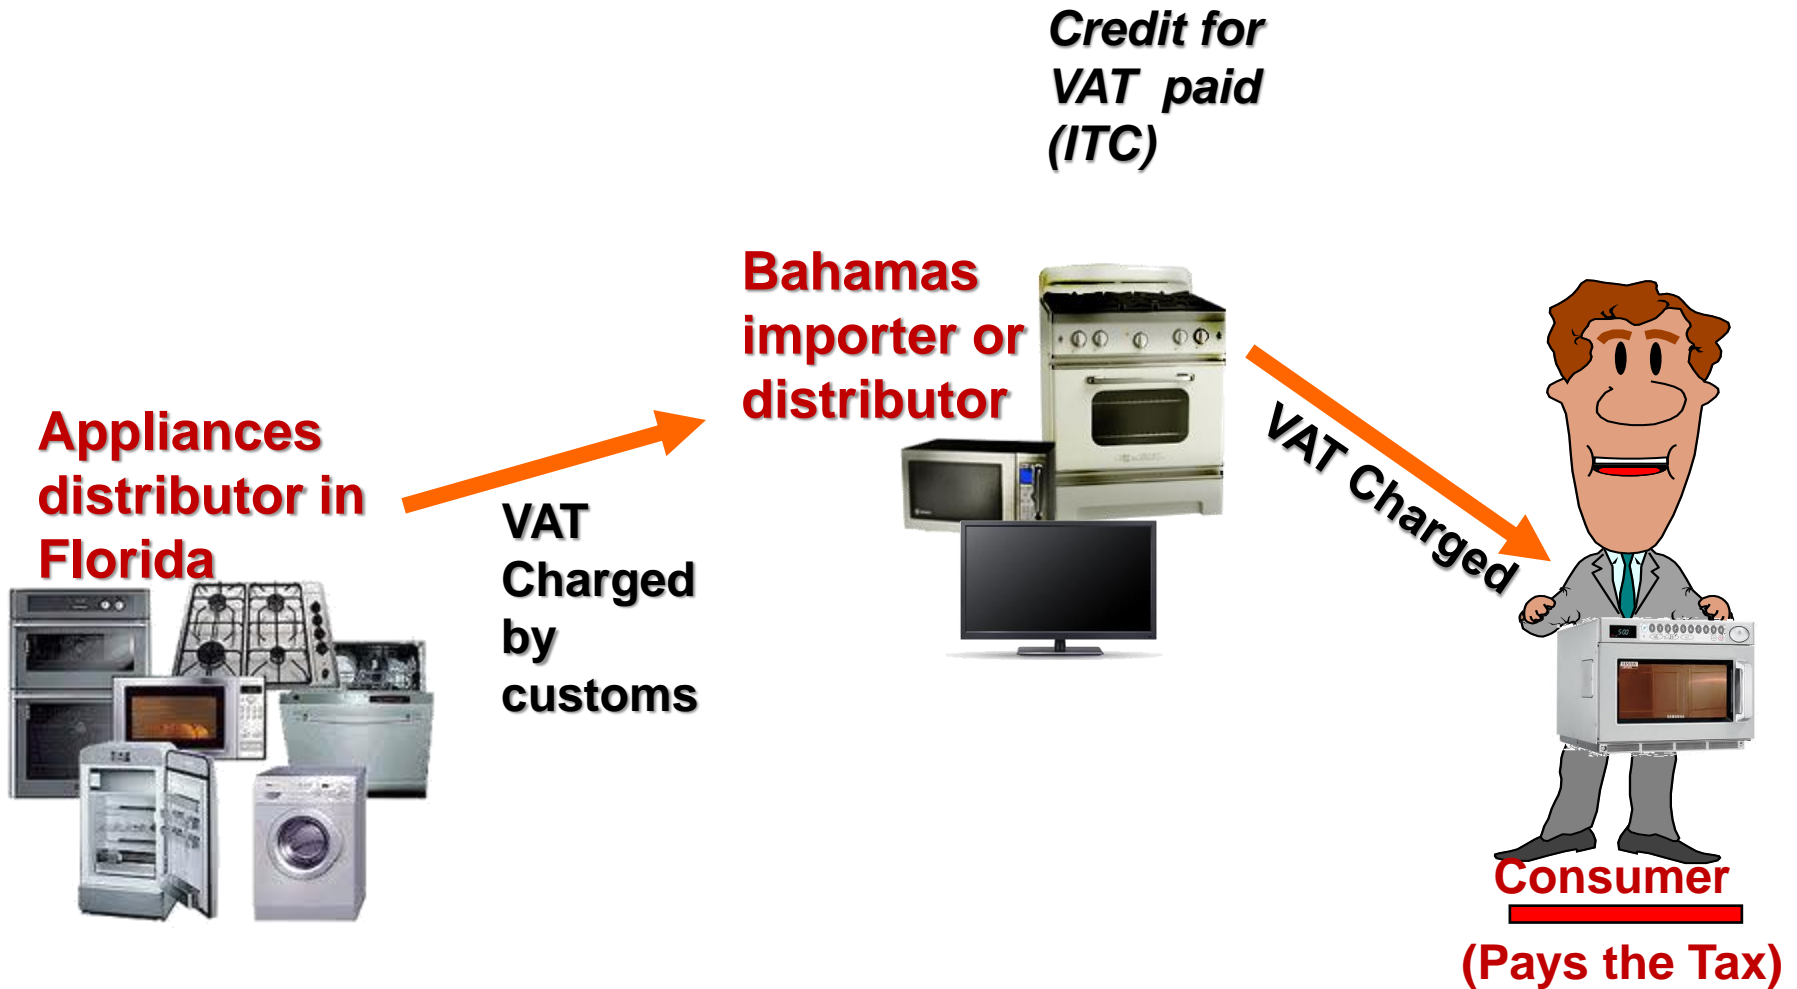 Credit for
VAT paid
(ITC)
Bahamas
importer or
distributor
Appliances
distributor in
Florida
VAT
Charged
by
customs
VAT Charged
Consumer
(Pays the Tax)